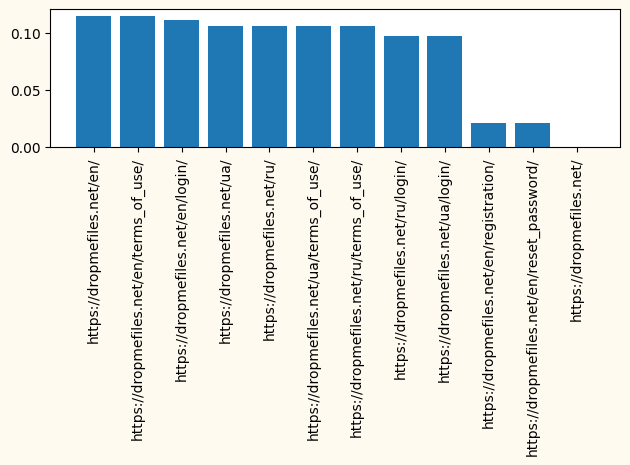 0.10
0.05
0.00
https://dropmefiles.net/en/
https://dropmefiles.net/en/terms_of_use/
https://dropmefiles.net/en/login/
https://dropmefiles.net/ua/
https://dropmefiles.net/ru/
https://dropmefiles.net/ua/terms_of_use/
https://dropmefiles.net/ru/terms_of_use/
https://dropmefiles.net/ru/login/
https://dropmefiles.net/ua/login/
https://dropmefiles.net/en/registration/
https://dropmefiles.net/en/reset_password/
https://dropmefiles.net/